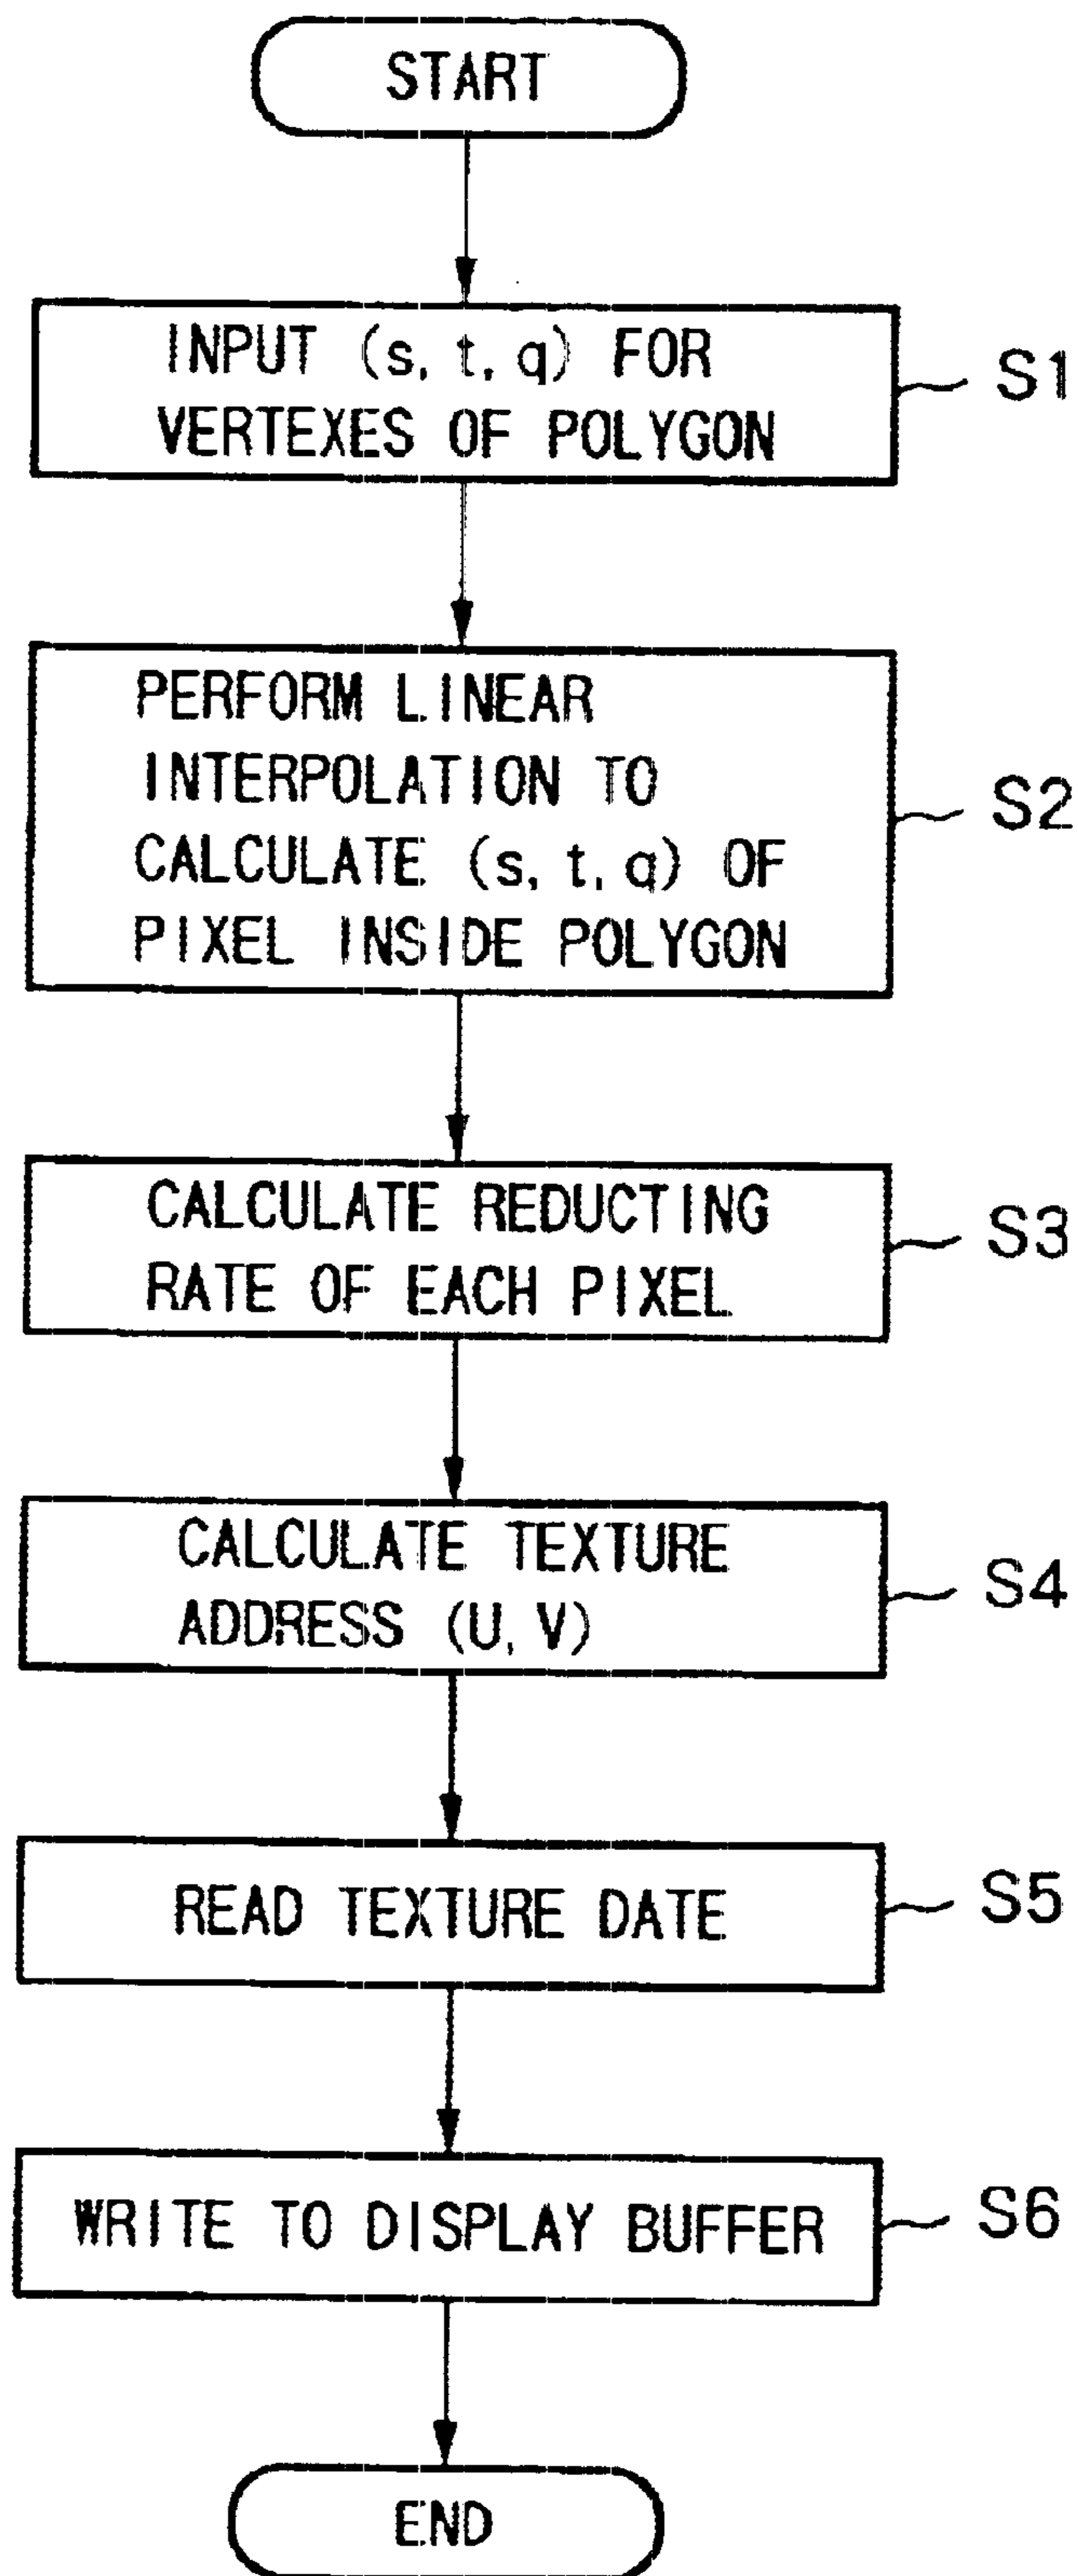 START
INPUT (s, t, q) FOR
VERTEXES OF POLYGON
S1
PERFORM LINEAR
INTERPOLATION TO
CALCULATE (s, t, q) OF
PIXEL INSIDE POLYGON
S2
CALCULATE REDUCTING
RATE OF EACH PIXEL
S3
CALCULATE TEXTURE
ADDRESS (U, V)
S4
READ TEXTURE DATE
S5
WRITE TO DISPLAY BUFFER
S6
END